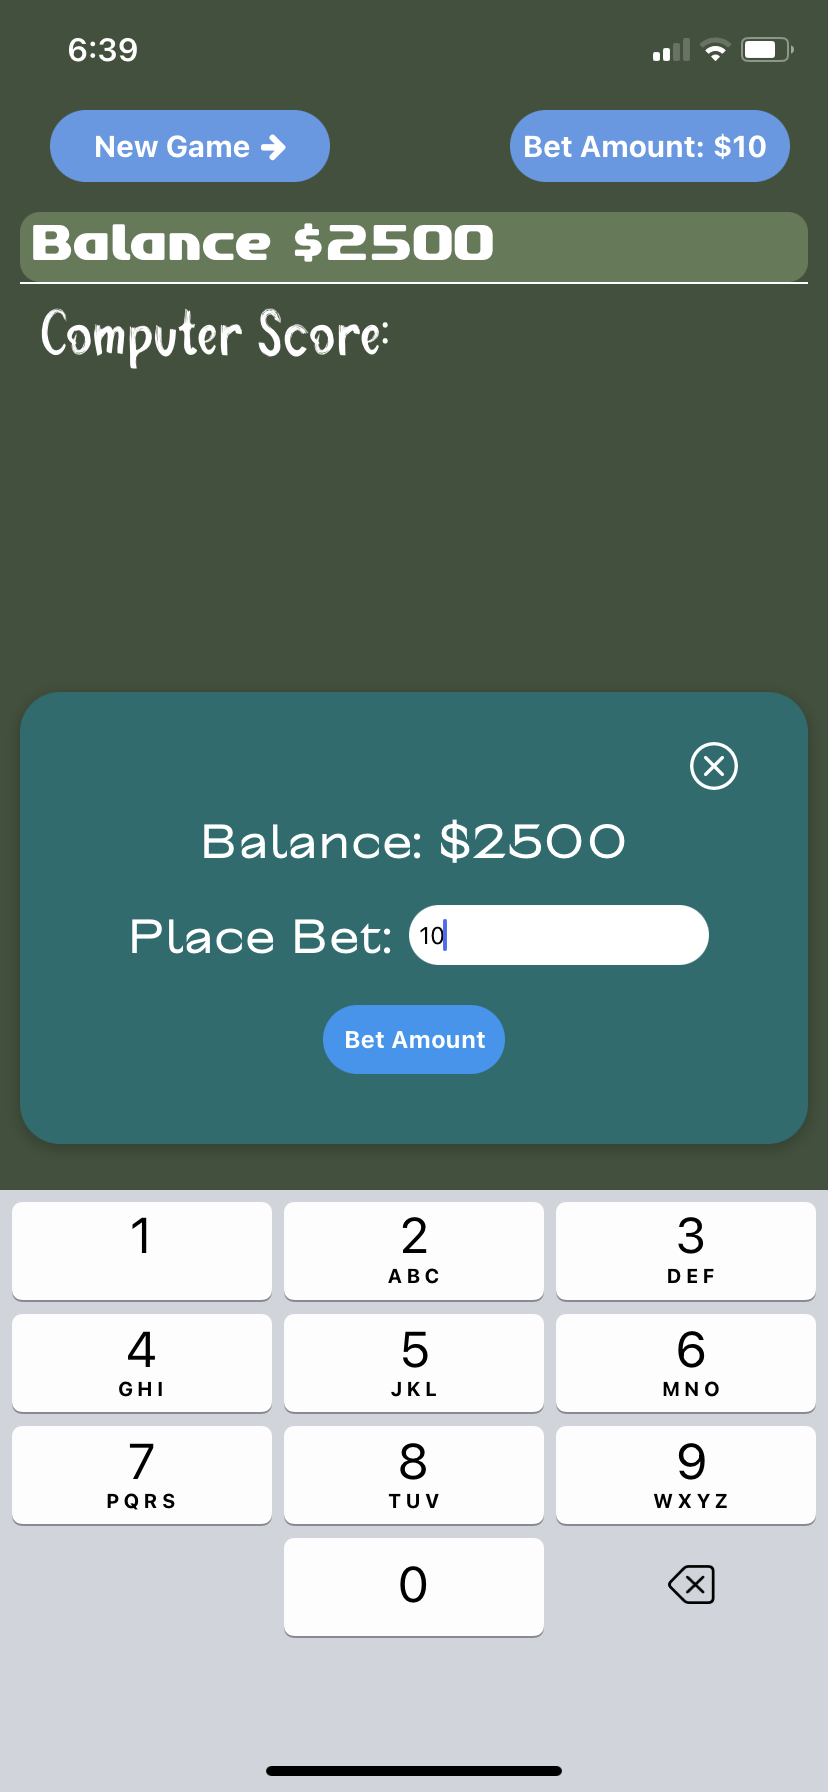 6:39
New Game
Bet Amount: $10
Balance $2500
Computer Score:
Balance: $2500
Place Bet: 10
Bet Amount
1
2
ABC
3
DEF
4
GHI
5
JKL
6
MNO
7
PQRS
8
TUV
9
WXYZ
0